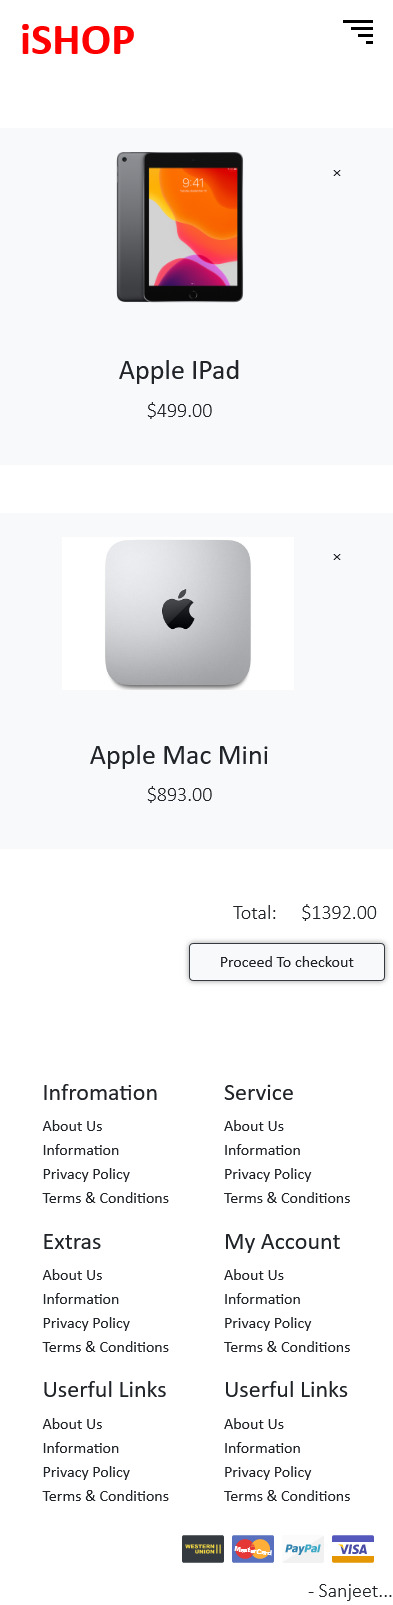 iSHOP
×
9:41
Apple IPad
$499.00
×
Apple Mac Mini
$893.00
Total: $1392.00
Proceed To checkout
Infromation
About Us
Information
Privacy Policy
Terms & Conditions
Service
About Us
Information
Privacy Policy
Terms & Conditions
Extras
About Us
Information
Privacy Policy
Terms & Conditions
My Account
About Us
Information
Privacy Policy
Terms & Conditions
Userful Links
About Us
Information
Privacy Policy
Terms & Conditions
Userful Links
About Us
Information
Privacy Policy
Terms & Conditions
WESTERN UNION MasterCard PayPal VISA
- Sanjeet...